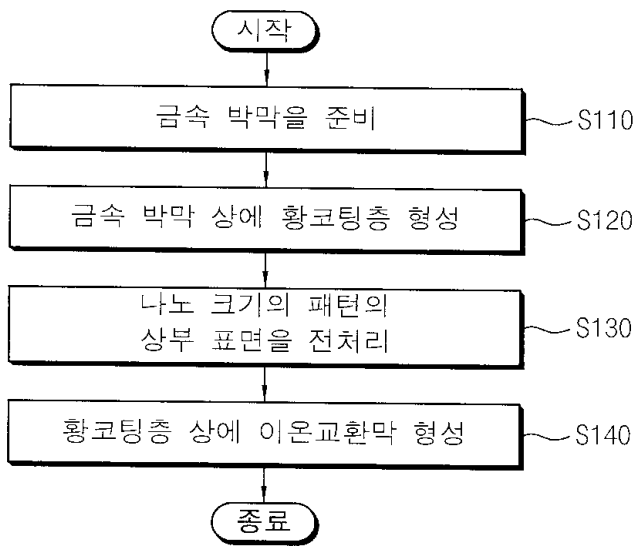 시작
금속 박막을 준비
S110
금속 박막 상에 황코팅층 형성
S120
나노 크기의 패턴의
상부 표면을 전처리
S130
황코팅층 상에 이온교환막 형성
S140
종료